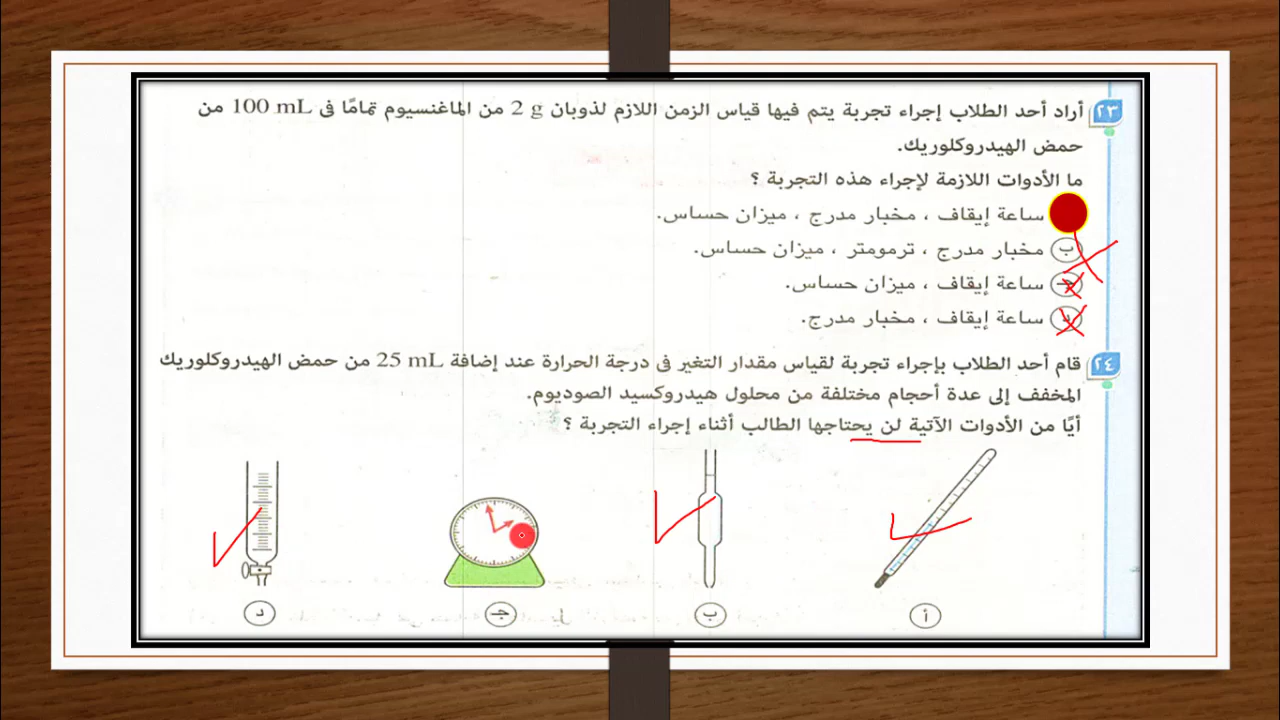 ٢٣ أراد أحد الطلاب إجراء تجربة يتم فيها قياس الزمن اللازم لذوبان 2 g من الماغنسيوم تمامًا فى 100 mL من
حمض الهيدروكلوريك.
ما الأدوات اللازمة لإجراء هذه التجربة ؟
ساعة إيقاف ، مخبار مدرج ، ميزان حساس.
ب مخبار مدرج ، ترمومتر ، ميزان حساس.
جـ ساعة إيقاف ، ميزان حساس.
د ساعة إيقاف ، مخبار مدرج.
٢٤ قام أحد الطلاب بإجراء تجربة لقياس مقدار التغير فى درجة الحرارة عند إضافة 25 mL من حمض الهيدروكلوريك
المخفف إلى عدة أحجام مختلفة من محلول هيدروكسيد الصوديوم.
أيًا من الأدوات الآتية لن يحتاجها الطالب أثناء إجراء التجربة ؟
أ ب جـ د